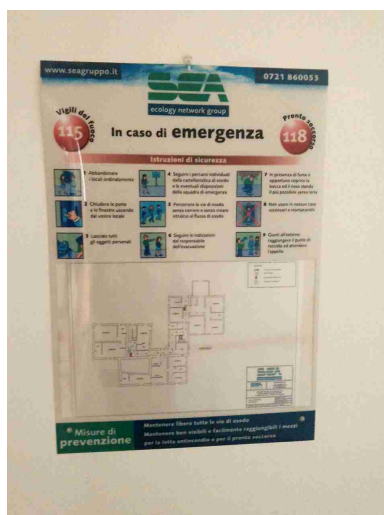 www.seagruppo.it
0721 860053
SEA
ecology network group
Vigili del fuoco
115
In caso di emergenza
Pronto soccorso
118
Istruzioni di sicurezza
1 Abbandonare
i locali ordinatamente
2 Chiudere le porte
e le finestre uscendo
dal vostro locale
3 Lasciate tutti
gli oggetti personali
4 Seguire i percorsi individuati
dalla cartellonistica di esodo
e le eventuali disposizioni
della squadra di emergenza
5 Percorrere le vie di esodo
senza correre e senza creare
intralcio al flusso di esodo
6 Seguire le indicazioni
del responsabile
dell'evacuazione
7 In presenza di fumo è
opportuno coprirsi la
bocca ed il naso stando
il più possibile verso terra
8 Non usare in nessun caso
ascensori e montacarichi
9 Giunti all'esterno
raggiungere il punto di
raccolta ed attendere
l'appello
SEA
Misure di
prevenzione
Mantenere libere tutte le vie di esodo
Mantenere ben visibili e facilmente raggiungibili i mezzi
per la lotta antincendio e per il pronto soccorso